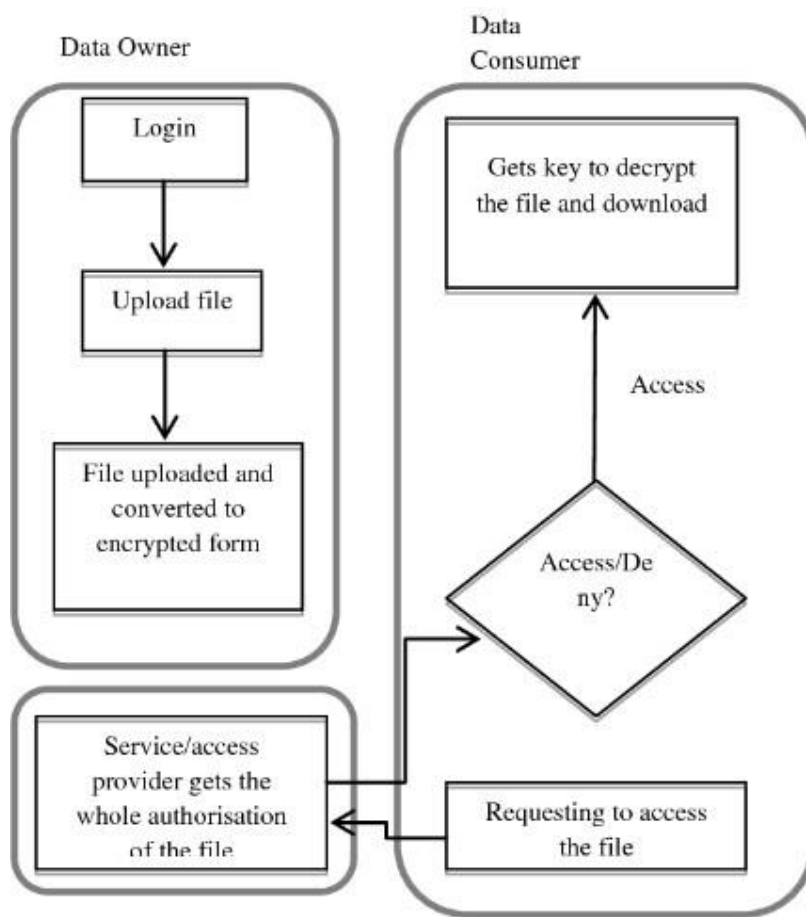 Data Owner
Login
Upload file
File uploaded and
converted to
encrypted form
Service/access
provider gets the
whole authorisation
of the file
Data
Consumer
Gets key to decrypt
the file and download
Access
Access/De
ny?
Requesting to access
the file